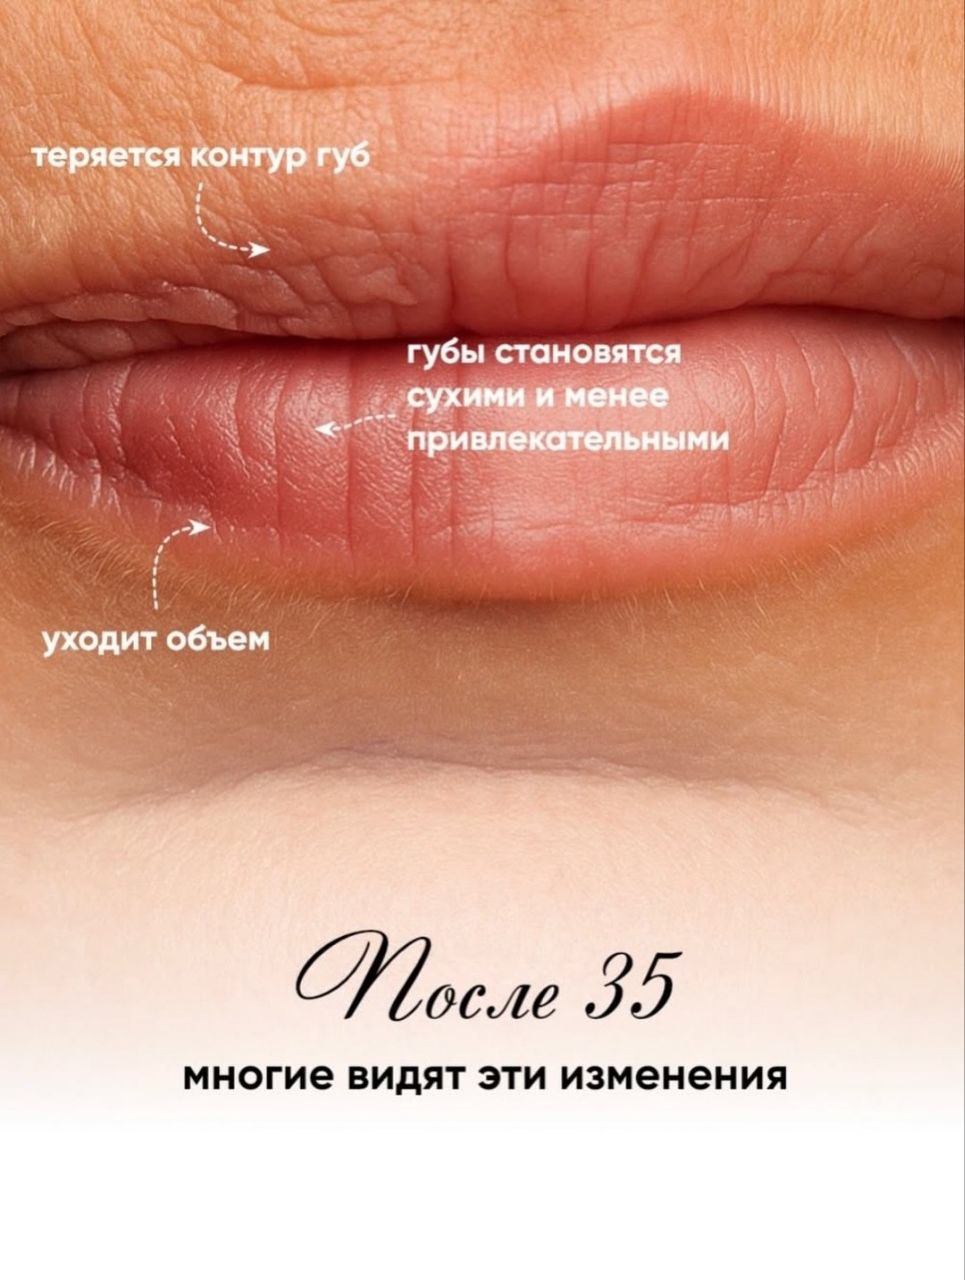 теряется контур губ
губы становятся
сухими и менее
привлекательными
уходит объем
После 35
многие видят эти изменения